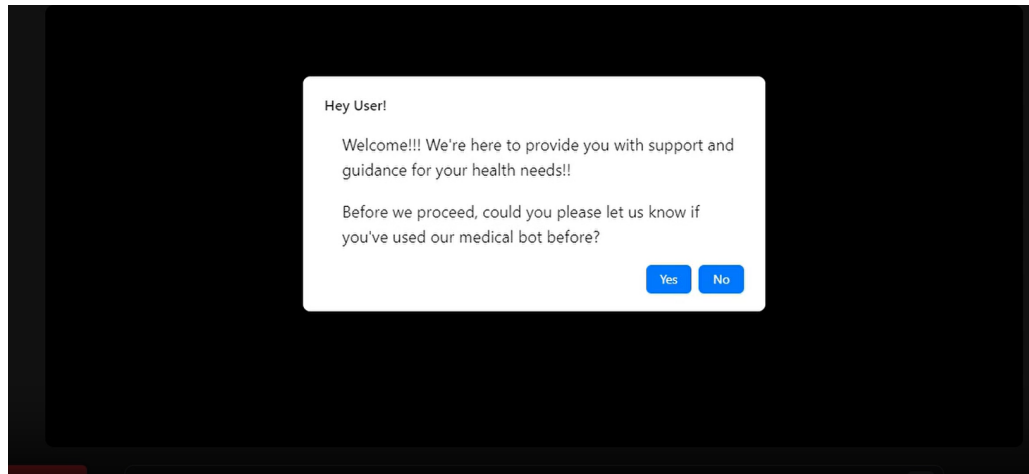 Hey User!
Welcome!!! We're here to provide you with support and
guidance for your health needs!!
Before we proceed, could you please let us know if
you've used our medical bot before?
Yes No